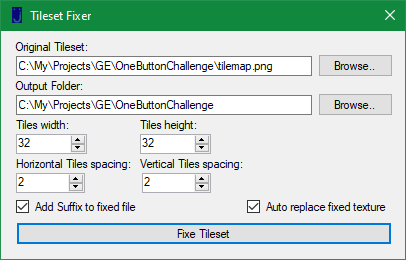 Tileset Fixer
Original Tileset:
C:\My\Projects\GE\OneButtonChallenge\tilemap.png Browse..
Output Folder:
C:\My\Projects\GE\OneButtonChallenge Browse..
Tiles width: Tiles height:
32 32
Horizontal Tiles spacing: Vertical Tiles spacing:
2 2
Add Suffix to fixed file Auto replace fixed texture
Fixe Tileset